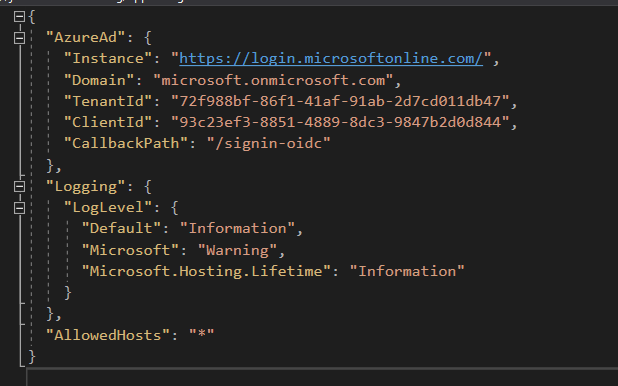 {
"AzureAd": {
"Instance": "https://login.microsoftonline.com/",
"Domain": "microsoft.onmicrosoft.com",
"TenantId": "72f988bf-86f1-41af-91ab-2d7cd011db47",
"ClientId": "93c23ef3-8851-4889-8dc3-9847b2d0d844",
"CallbackPath": "/signin-oidc"
},
"Logging": {
"LogLevel": {
"Default": "Information",
"Microsoft": "Warning",
"Microsoft.Hosting.Lifetime": "Information"
}
},
"AllowedHosts": "*"
}